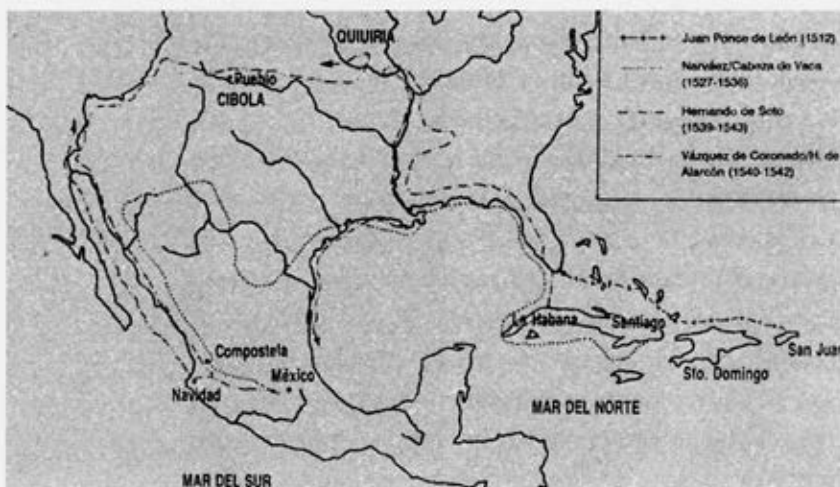 QUIURIA
Pueblo
CIBOLA
Juan Ponce de León (1512)
Narváez/Cabeza de Vaca
(1527-1536)
Hernando de Soto
(1539-1543)
Vázquez de Coronado/H. de
Alarcón (1540-1542)
La Habana
Santiago
San Juan
Sto. Domingo
Compostela
México
Navidad
MAR DEL NORTE
MAR DEL SUR